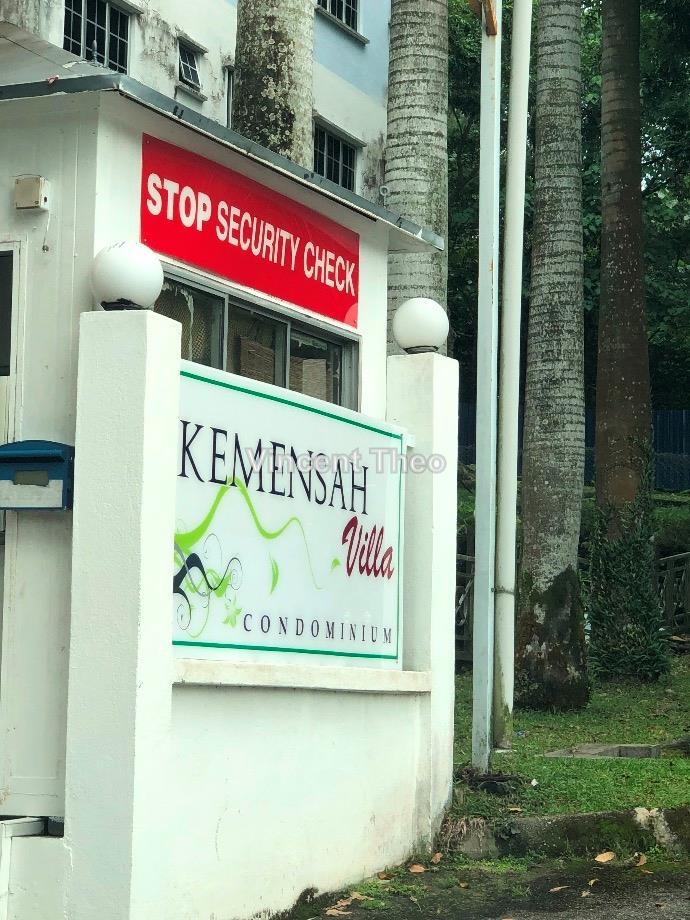 STOP SECURITY CHECK
KEMENSAH
Vincent Theo
Villa
CONDOMINIUM